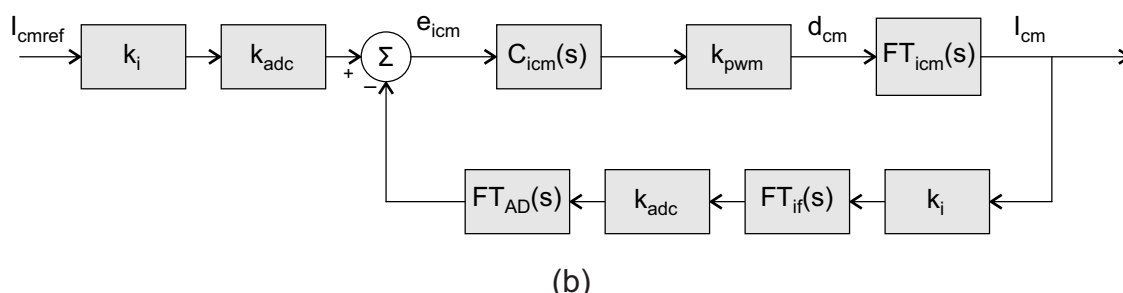 I_cmref
k_i
k_adc
+
−
Σ
e_icm
C_icm(s)
k_pwm
d_cm
FT_icm(s)
I_cm
FT_AD(s)
k_adc
FT_if(s)
k_i
(b)